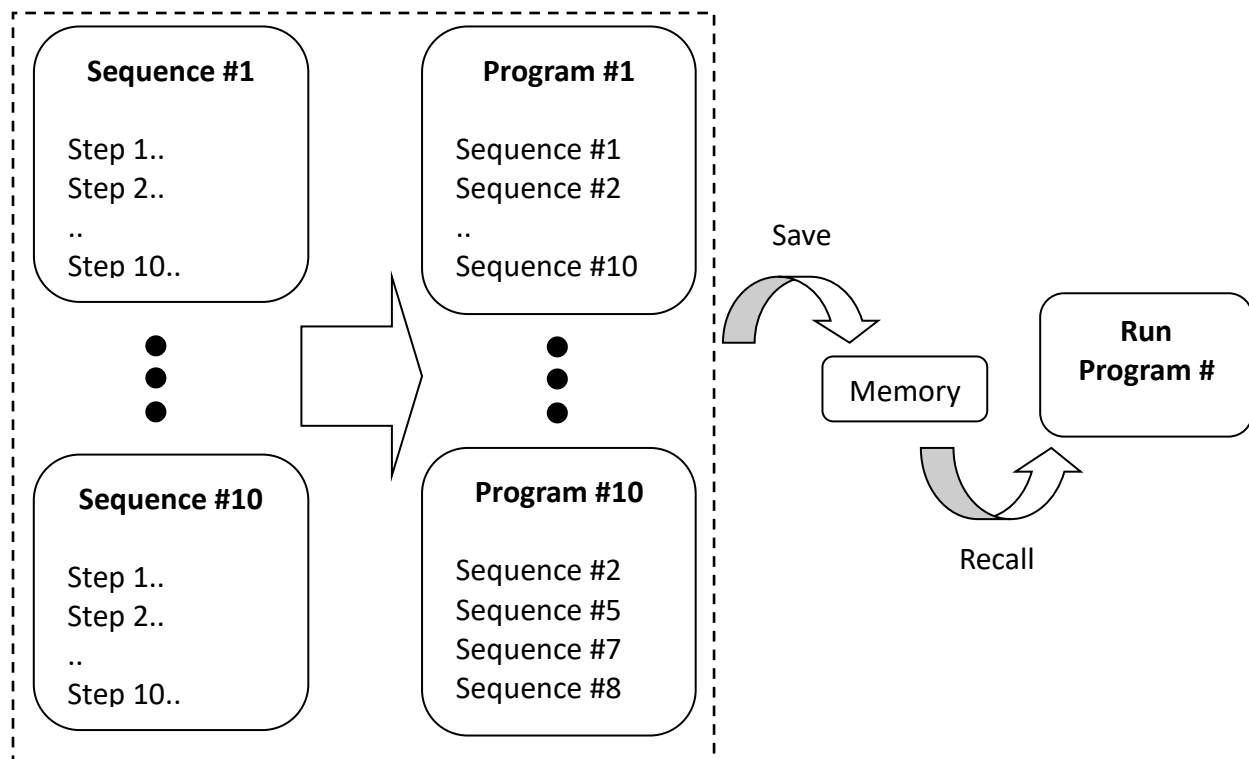 Sequence #1
Step 1..
Step 2..
..
Step 10..
Program #1
Sequence #1
Sequence #2
..
Sequence #10
Sequence #10
Step 1..
Step 2..
..
Step 10..
Program #10
Sequence #2
Sequence #5
Sequence #7
Sequence #8
Save
Memory
Recall
Run
Program #